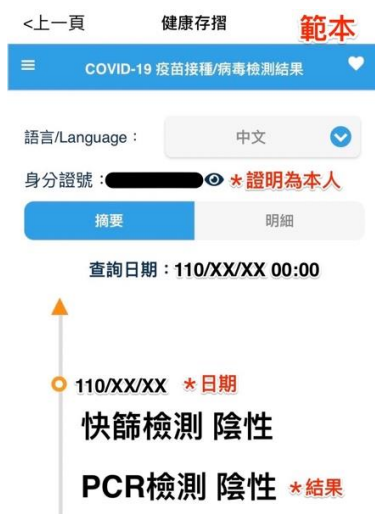 <上一頁 健康存摺 範本
COVID-19 疫苗接種/病毒檢測結果
語言/Language： 中文
身分證號： *證明為本人
摘要 明細
查詢日期：110/XX/XX 00:00
110/XX/XX *日期
快篩檢測 陰性
PCR檢測 陰性 *結果